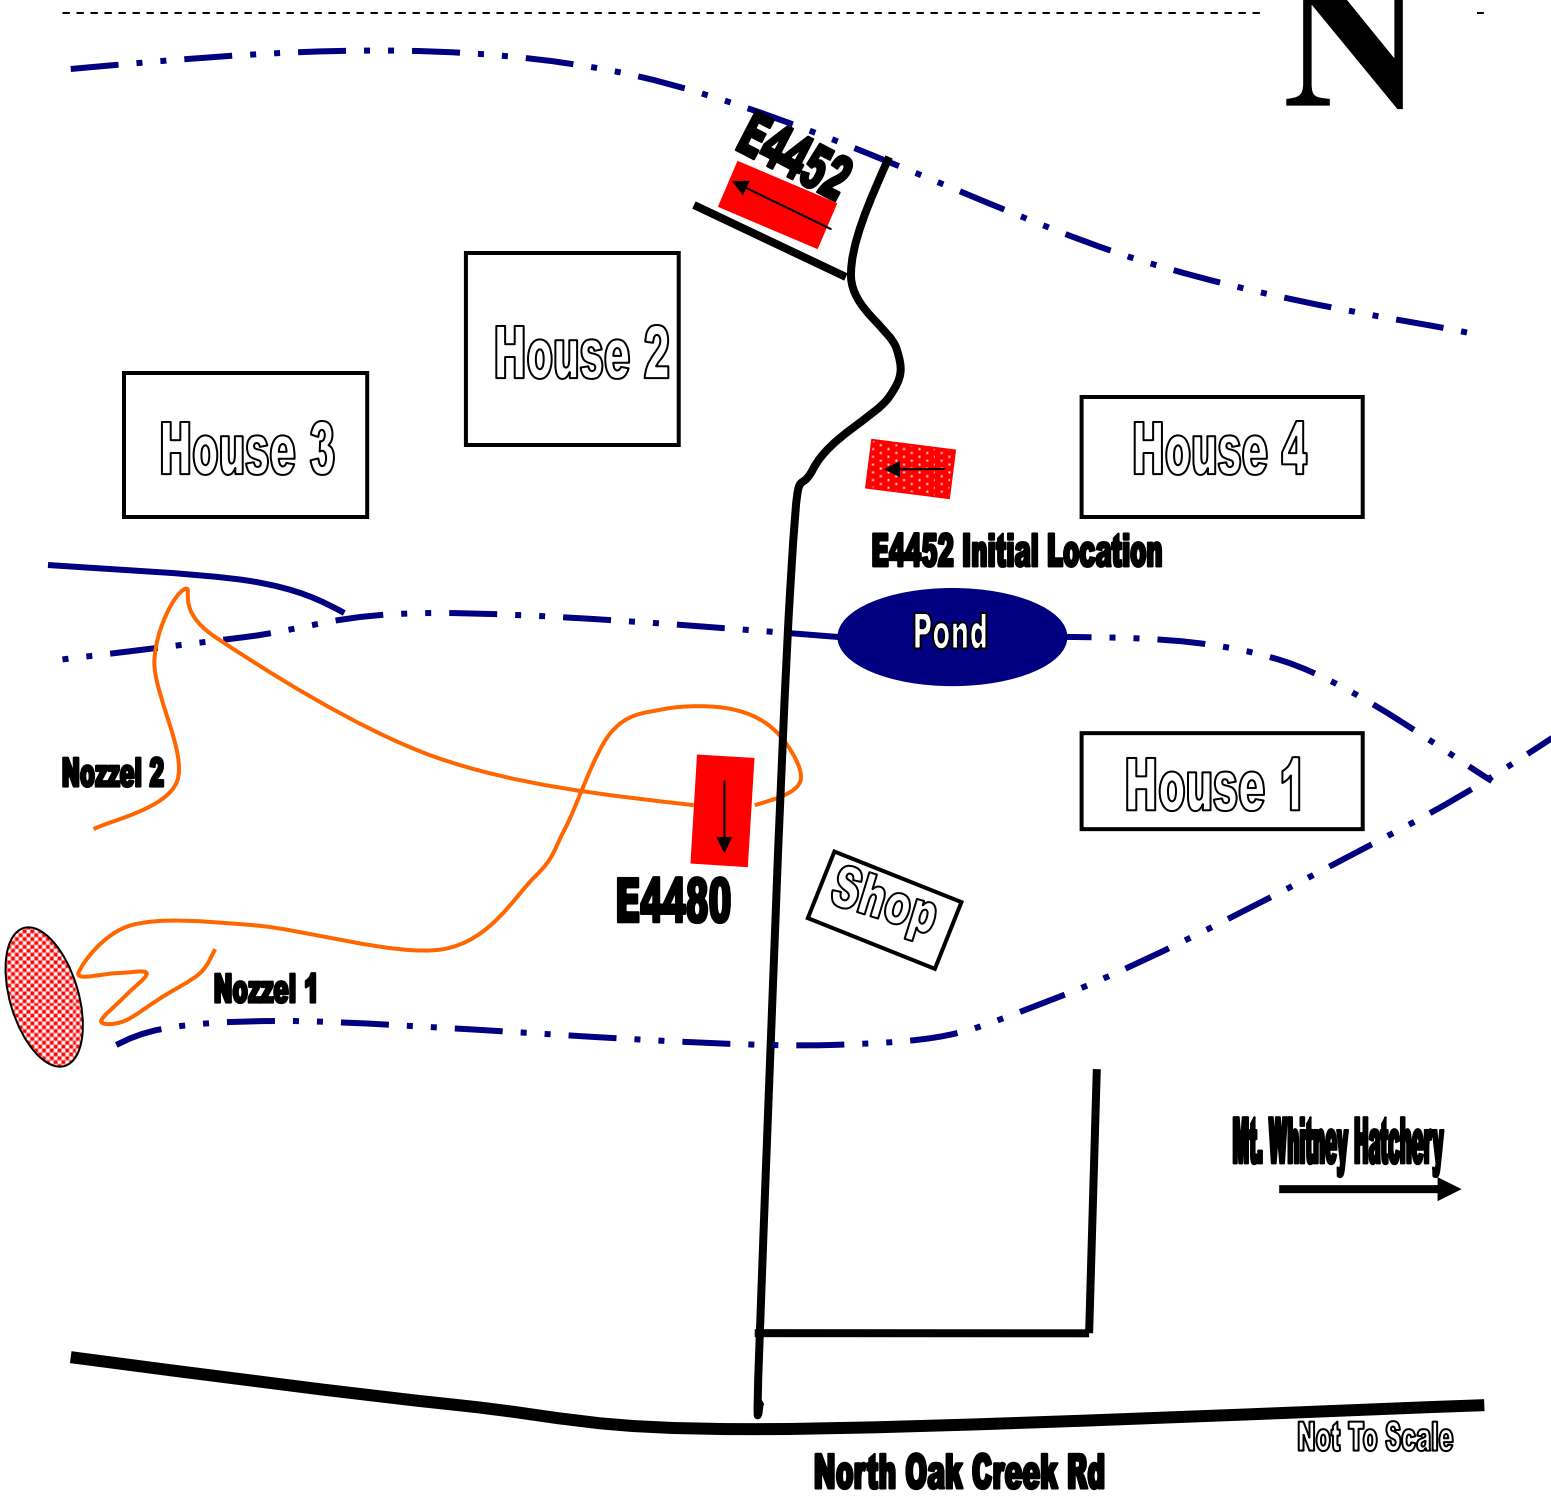 N
E4452
House 2
House 3
House 4
E4452 Initial Location
Pond
Nozzel 2
House 1
E4480
Shop
Nozzel 1
Mt. Whitney Hatchery
Not To Scale
North Oak Creek Rd